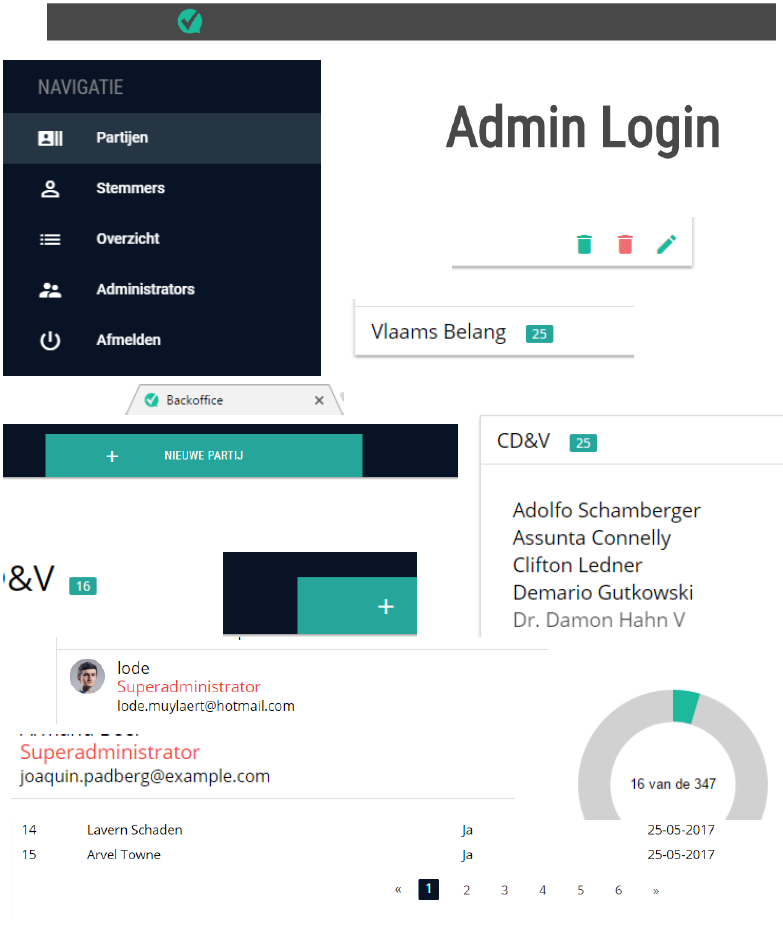 NAVIGATIE
Partijen
Stemmers
Overzicht
Administrators
Afmelden
Admin Login
Vlaams Belang 25
Backoffice
+ NIEUWE PARTIJ
CD&V 25
Adolfo Schamberger
Assunta Connelly
Clifton Ledner
Demario Gutkowski
Dr. Damon Hahn V
&V 16
+
lode
Superadministrator
lode.muylaert@hotmail.com
Superadministrator
joaquin.padberg@example.com
16 van de 347
14 Lavern Schaden Ja 25-05-2017
15 Arvel Towne Ja 25-05-2017
« 1 2 3 4 5 6 »